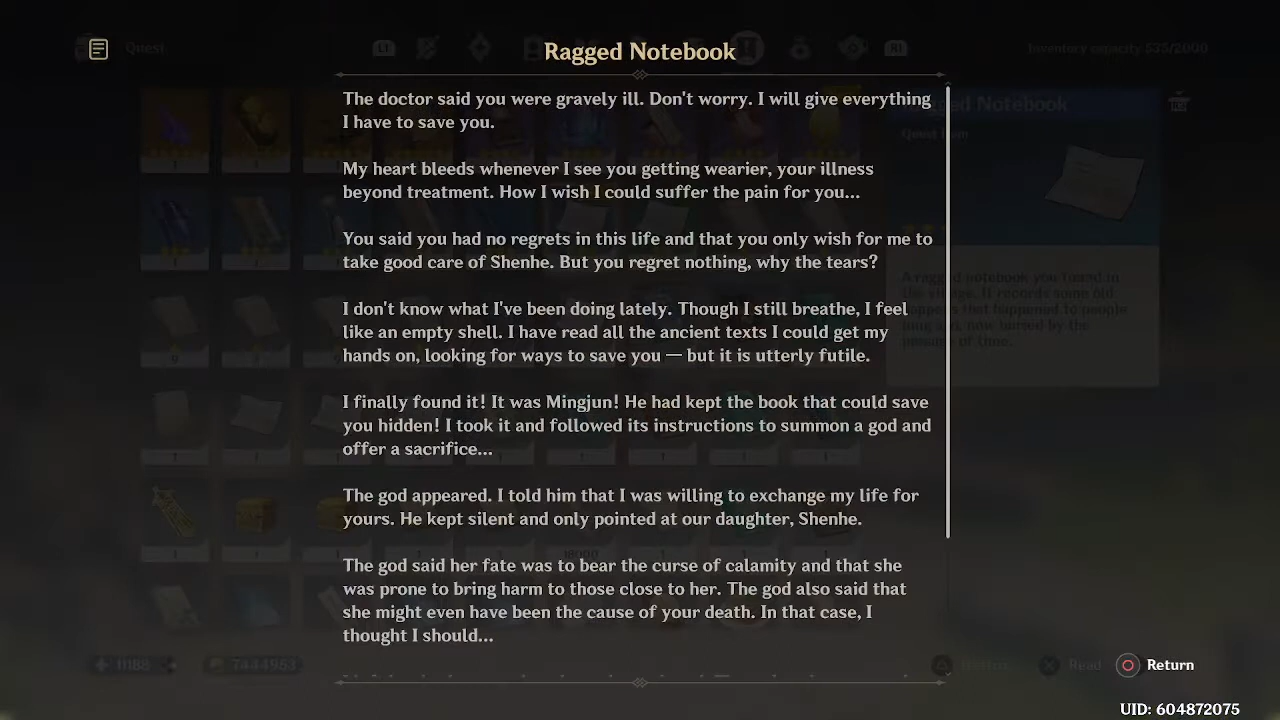 Quest
Ragged Notebook
Inventory capacity 535/2000
The doctor said you were gravely ill. Don't worry. I will give everything
I have to save you.
My heart bleeds whenever I see you getting wearier, your illness
beyond treatment. How I wish I could suffer the pain for you...
You said you had no regrets in this life and that you only wish for me to
take good care of Shenhe. But you regret nothing, why the tears?
I don't know what I've been doing lately. Though I still breathe, I feel
like an empty shell. I have read all the ancient texts I could get my
hands on, looking for ways to save you — but it is utterly futile.
I finally found it! It was Mingjun! He had kept the book that could save
you hidden! I took it and followed its instructions to summon a god and
offer a sacrifice...
The god appeared. I told him that I was willing to exchange my life for
yours. He kept silent and only pointed at our daughter, Shenhe.
The god said her fate was to bear the curse of calamity and that she
was prone to bring harm to those close to her. The god also said that
she might even have been the cause of your death. In that case, I
thought I should...
11188
7444953
Read
Return
UID: 604872075